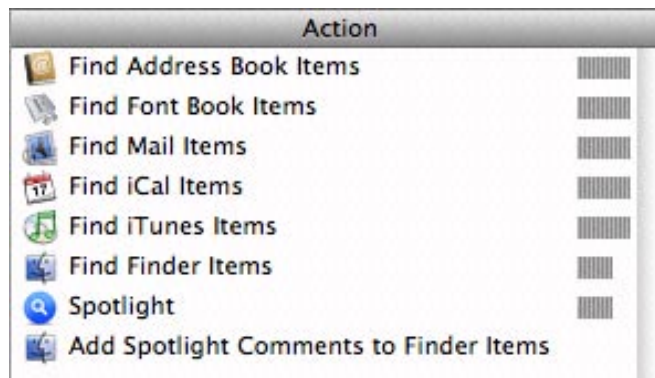 Action
Find Address Book Items
Find Font Book Items
Find Mail Items
17
Find iCal Items
Find iTunes Items
Find Finder Items
Spotlight
Add Spotlight Comments to Finder Items